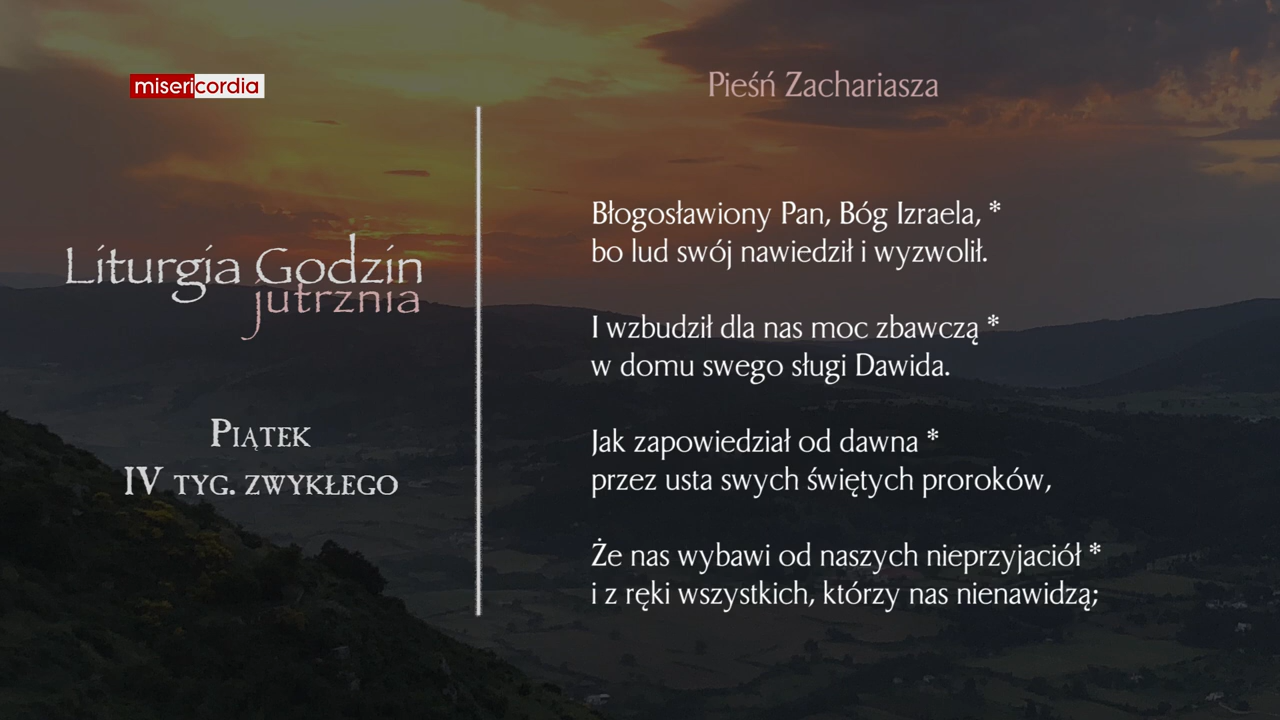 misericordia
Liturgia Godzin
jutrznia
Piątek
IV tyg. zwykłego
Pieśń Zachariasza
Błogosławiony Pan, Bóg Izraela, *
bo lud swój nawiedził i wyzwolił.
I wzbudził dla nas moc zbawczą *
w domu swego sługi Dawida.
Jak zapowiedział od dawna *
przez usta swych świętych proroków,
Że nas wybawi od naszych nieprzyjaciół *
i z ręki wszystkich, którzy nas nienawidzą;